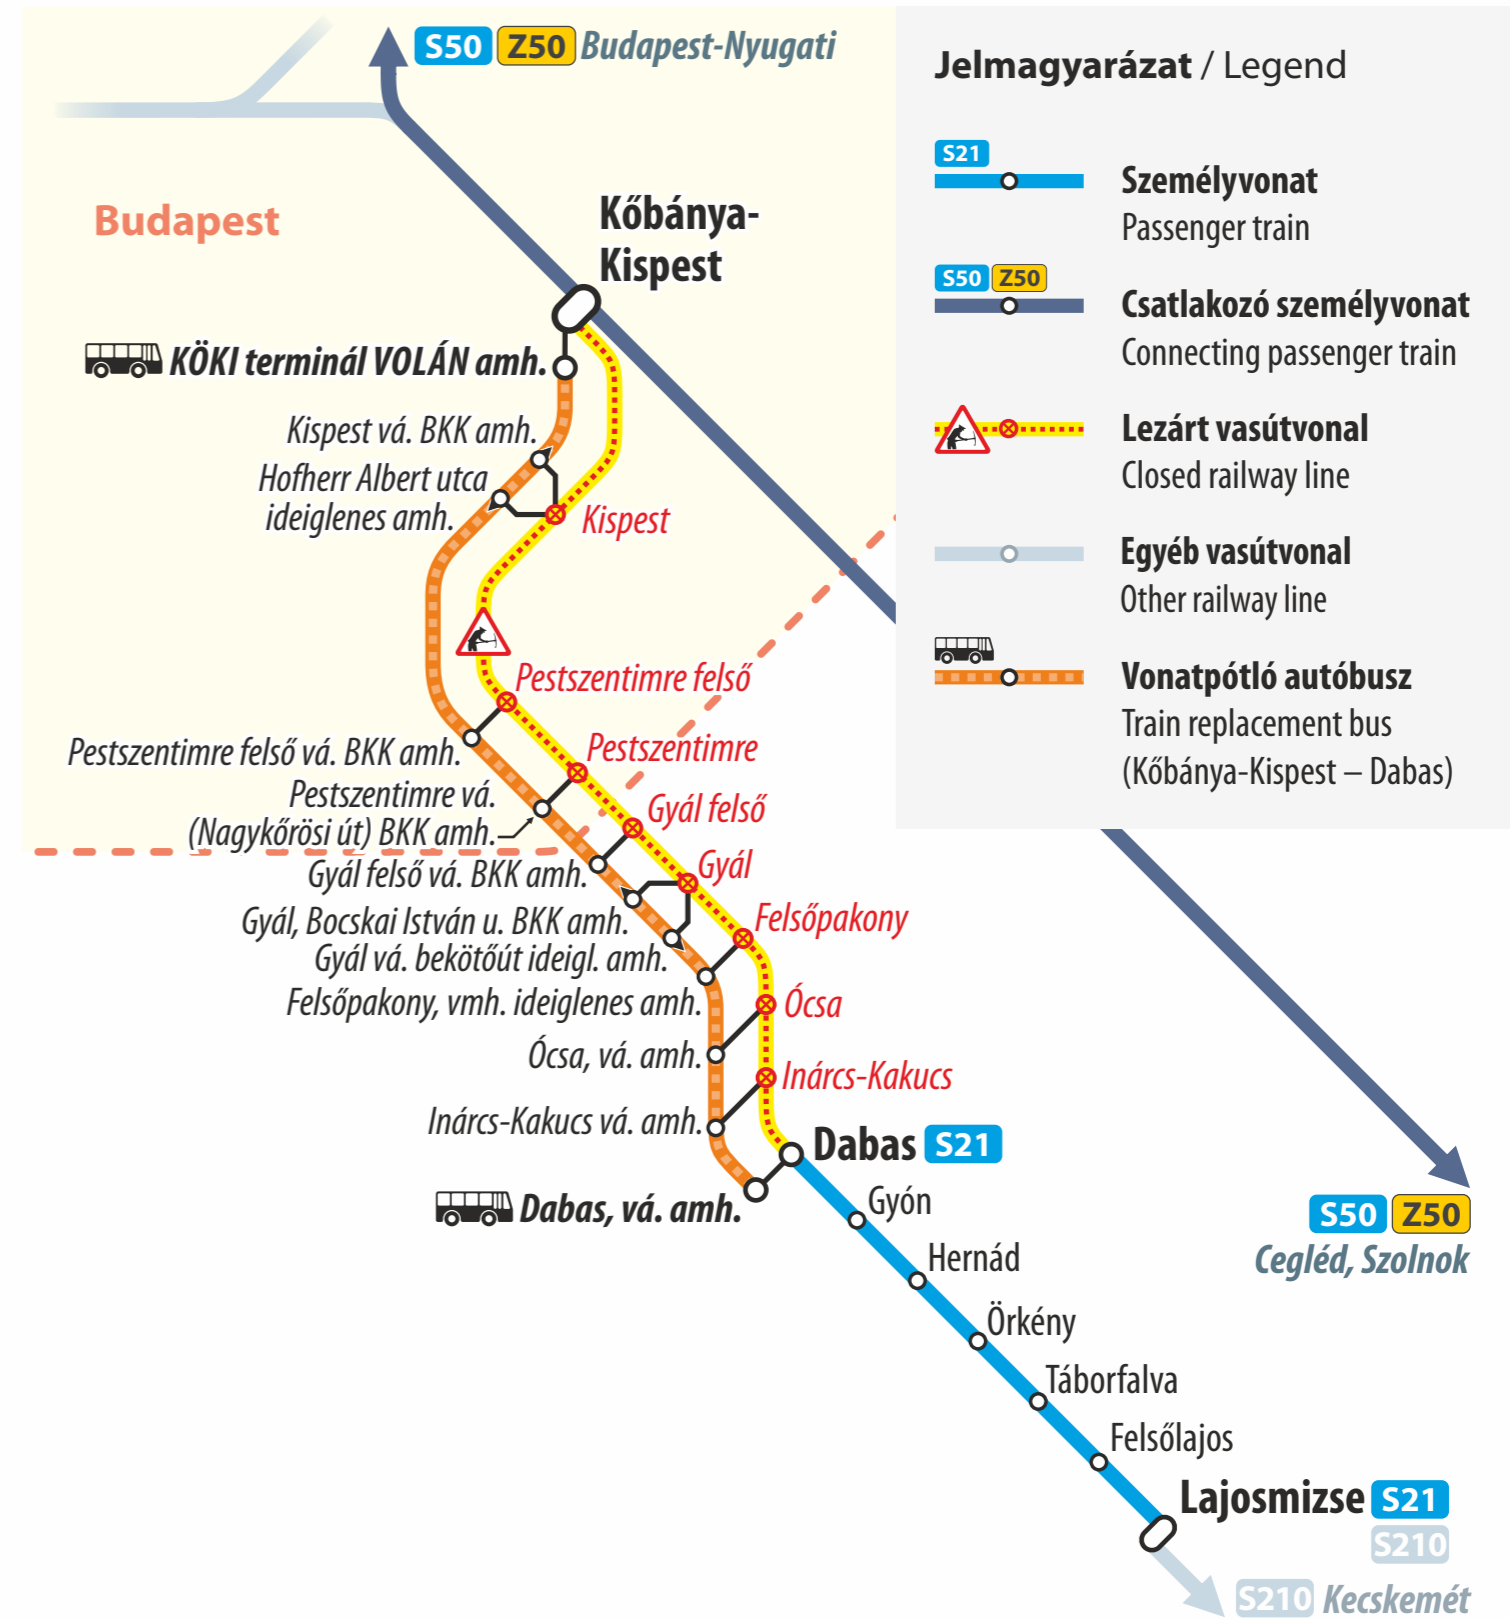 S50 Z50 Budapest-Nyugati
Budapest
Kőbánya-
Kispest
KÖKI terminál VOLÁN amh.
Kispest vá. BKK amh.
Hofherr Albert utca
ideiglenes amh.
Kispest
Pestszentimre felső
Pestszentimre felső vá. BKK amh.
Pestszentimre
Pestszentimre vá.
(Nagykőrösi út) BKK amh.
Gyál felső
Gyál felső vá. BKK amh.
Gyál
Gyál, Bocskai István u. BKK amh.
Gyál vá. bekötőút ideigl. amh.
Felsőpakony
Felsőpakony, vmh. ideiglenes amh.
Ócsa
Ócsa, vá. amh.
Inárcs-Kakucs
Inárcs-Kakucs vá. amh.
Dabas S21
Dabas, vá. amh.
Gyón
Hernád
Örkény
Táborfalva
Felsőlajos
Lajosmizse S21
S210
S210 Kecskemét
S50 Z50
Cegléd, Szolnok
Jelmagyarázat / Legend
S21
Személyvonat
Passenger train
S50 Z50
Csatlakozó személyvonat
Connecting passenger train
Lezárt vasútvonal
Closed railway line
Egyéb vasútvonal
Other railway line
Vonatpótló autóbusz
Train replacement bus
(Kőbánya-Kispest – Dabas)